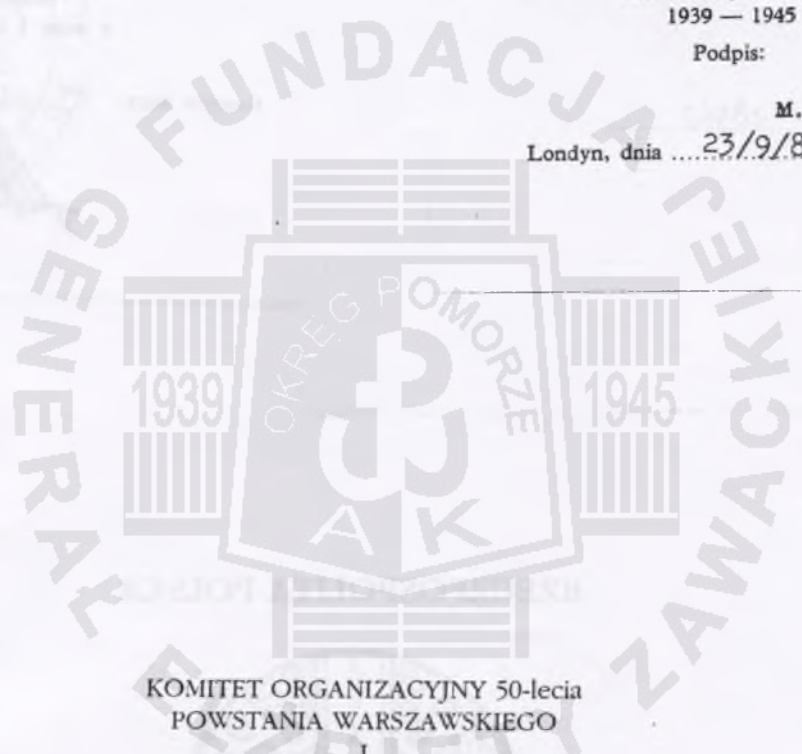 1939 — 1945
Podpis:
M.
Londyn, dnia 23/9/8
FUNDACJA GENERAŁ ELŻBIETY ZAWACKIEJ
OKRĘG POMORZE
1939
1945
AK
KOMITET ORGANIZACYJNY 50-lecia
POWSTANIA WARSZAWSKIEGO
I